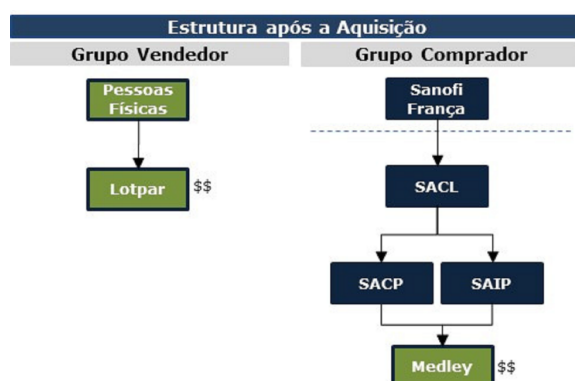 Estrutura após a Aquisição
Grupo Vendedor
Grupo Comprador
Pessoas
Físicas
Sanofi
França
Lotpar
$$
SACL
SACP
SAIP
Medley
$$